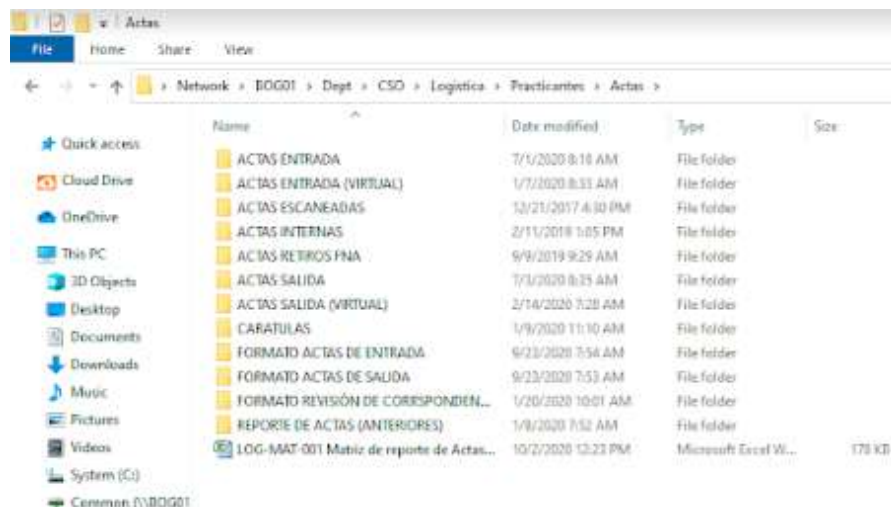 Actas
File Home Share View
Network > BOG01 > Dept > CSO > Logística > Practicantes > Actas >
Name Date modified Type Size
Quick access
Cloud Drive
OneDrive
This PC
3D Objects
Desktop
Documents
Downloads
Music
Pictures
Videos
System (C:)
Common (\\BOG01
ACTAS ENTRADA 7/1/2020 8:18 AM File folder
ACTAS ENTRADA (VIRTUAL) 1/7/2020 8:33 AM File folder
ACTAS ESCANEADAS 12/21/2017 4:30 PM File folder
ACTAS INTERNAS 2/11/2019 1:05 PM File folder
ACTAS RETIROS FNA 9/9/2019 9:29 AM File folder
ACTAS SALIDA 7/3/2020 8:35 AM File folder
ACTAS SALIDA (VIRTUAL) 2/14/2020 7:28 AM File folder
CARATULAS 1/9/2020 11:10 AM File folder
FORMATO ACTAS DE ENTRADA 9/23/2020 7:54 AM File folder
FORMATO ACTAS DE SALIDA 9/23/2020 7:53 AM File folder
FORMATO REVISIÓN DE CORRSPONDEN... 1/20/2020 10:01 AM File folder
REPORTE DE ACTAS (ANTERIORES) 1/8/2020 7:52 AM File folder
LOG-MAT-001 Matriz de reporte de Actas... 10/2/2020 12:23 PM Microsoft Excel W... 178 KB